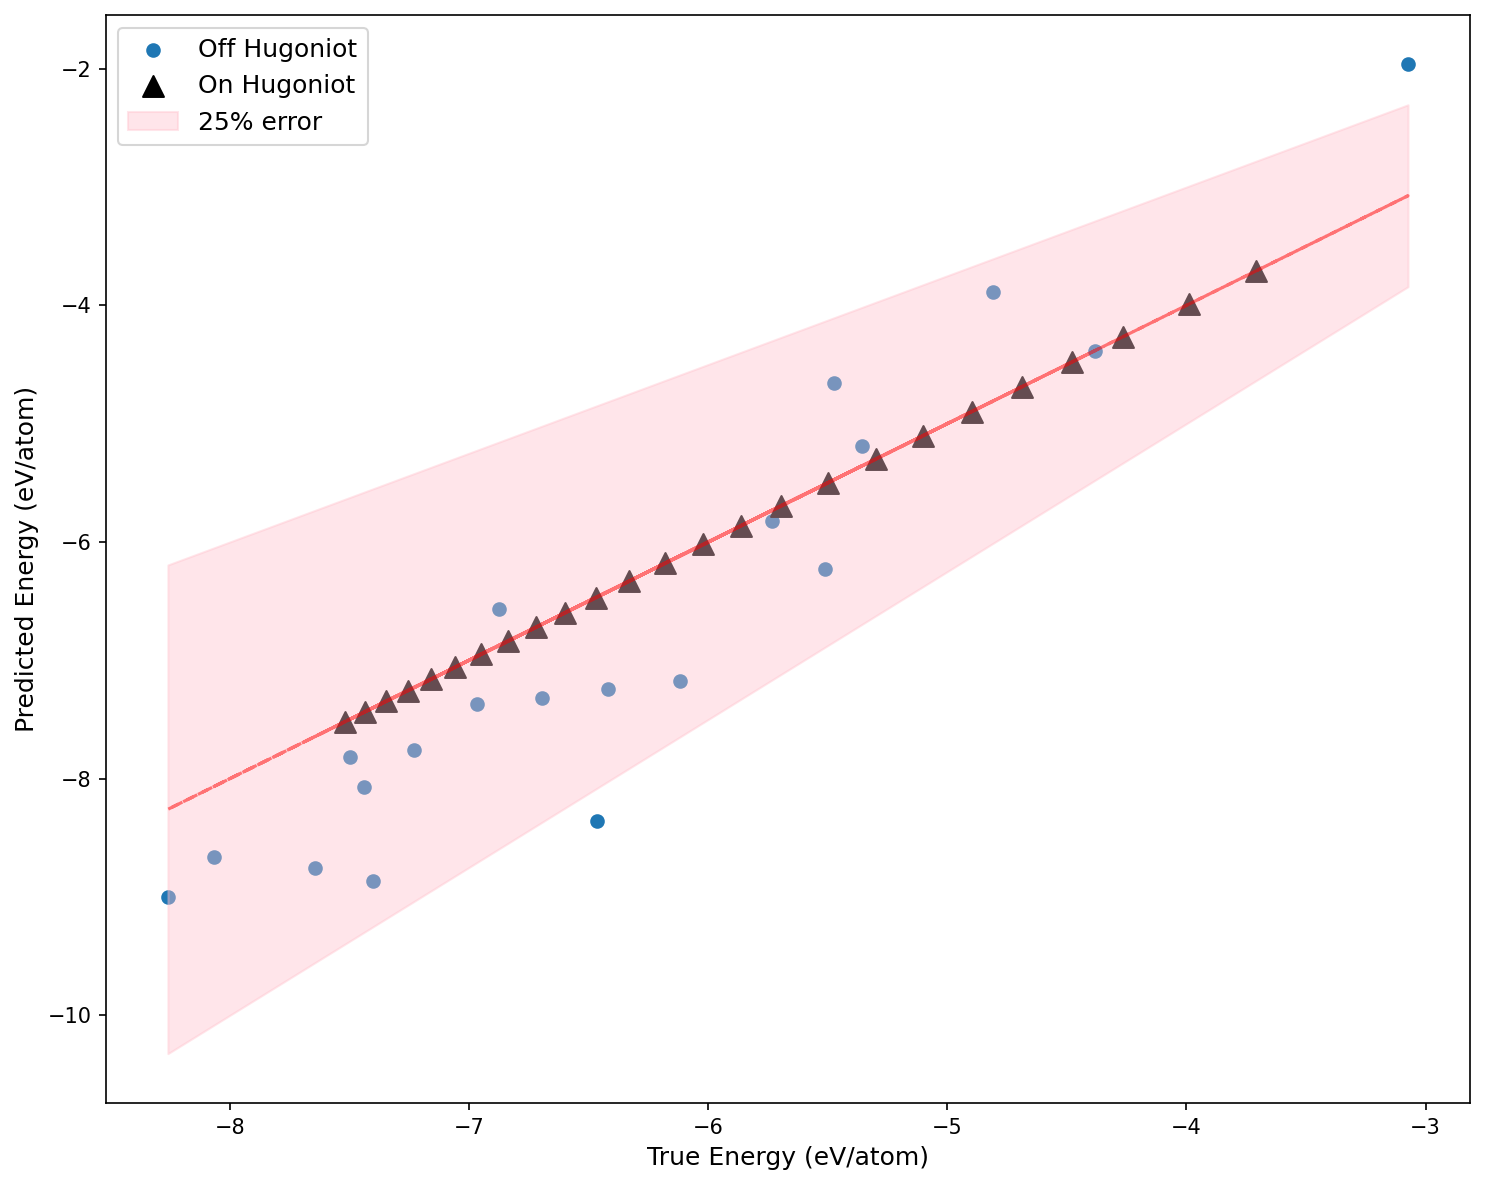 Off Hugoniot
On Hugoniot
25% error
Predicted Energy (eV/atom)
−2
−4
−6
−8
−10
−8 −7 −6 −5 −4 −3
True Energy (eV/atom)